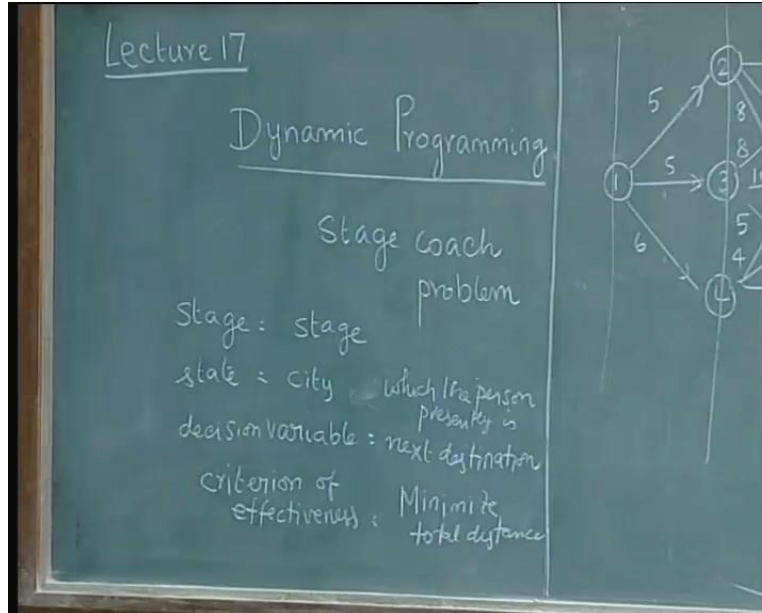 Lecture 17
Dynamic Programming
Stage coach
problem
Stage : stage
state : city which the person
presently is
decision variable : next destination
criterion of
effectiveness : Minimize
total distance
2
5
8
8
1
5
3
5
6
4
4